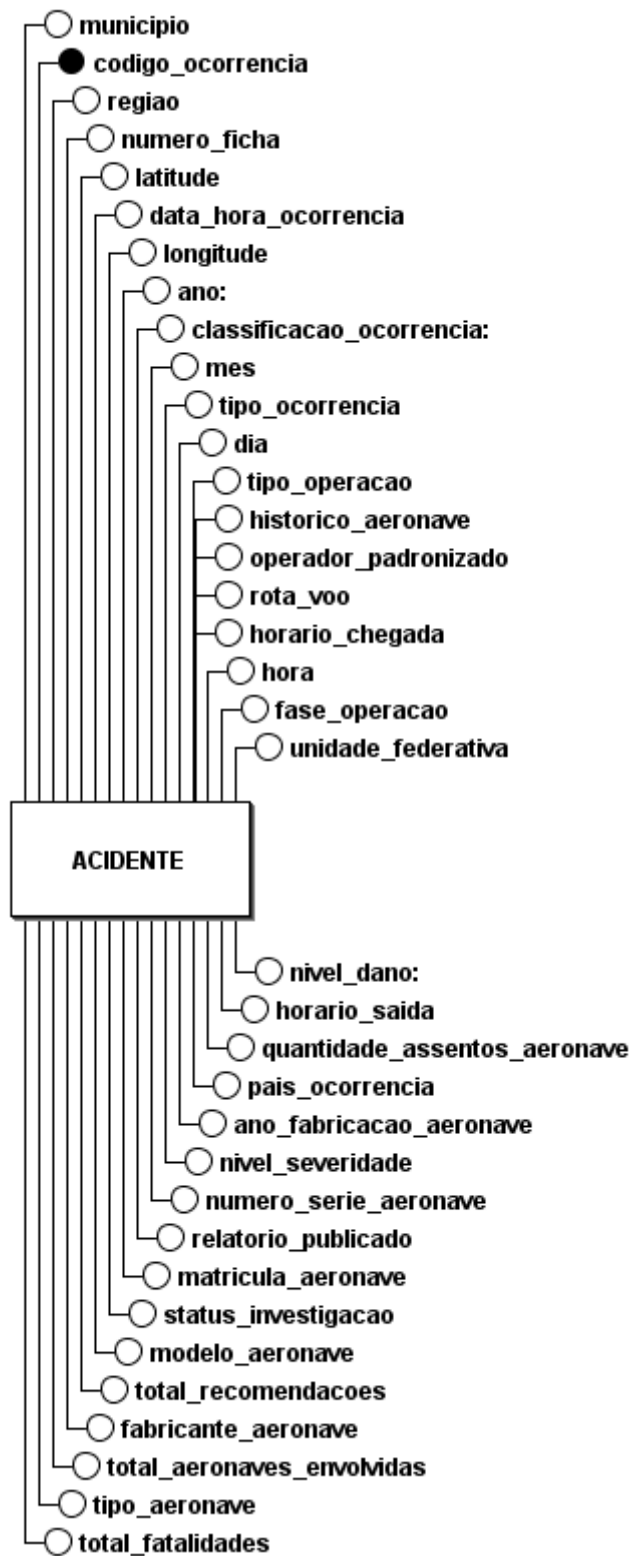 municipio
codigo_ocorrencia
regiao
numero_ficha
latitude
data_hora_ocorrencia
longitude
ano:
classificacao_ocorrencia:
mes
tipo_ocorrencia
dia
tipo_operacao
historico_aeronave
operador_padronizado
rota_voo
horario_chegada
hora
fase_operacao
unidade_federativa
ACIDENTE
nivel_dano:
horario_saida
quantidade_assentos_aeronave
pais_ocorrencia
ano_fabricacao_aeronave
nivel_severidade
numero_serie_aeronave
relatorio_publicado
matricula_aeronave
status_investigacao
modelo_aeronave
total_recomendacoes
fabricante_aeronave
total_aeronaves_envolvidas
tipo_aeronave
total_fatalidades